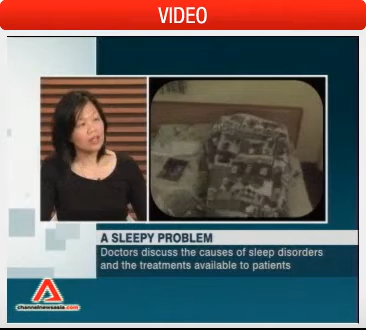 VIDEO
A SLEEPY PROBLEM
Doctors discuss the causes of sleep disorders
and the treatments available to patients
channelnewsasia.com